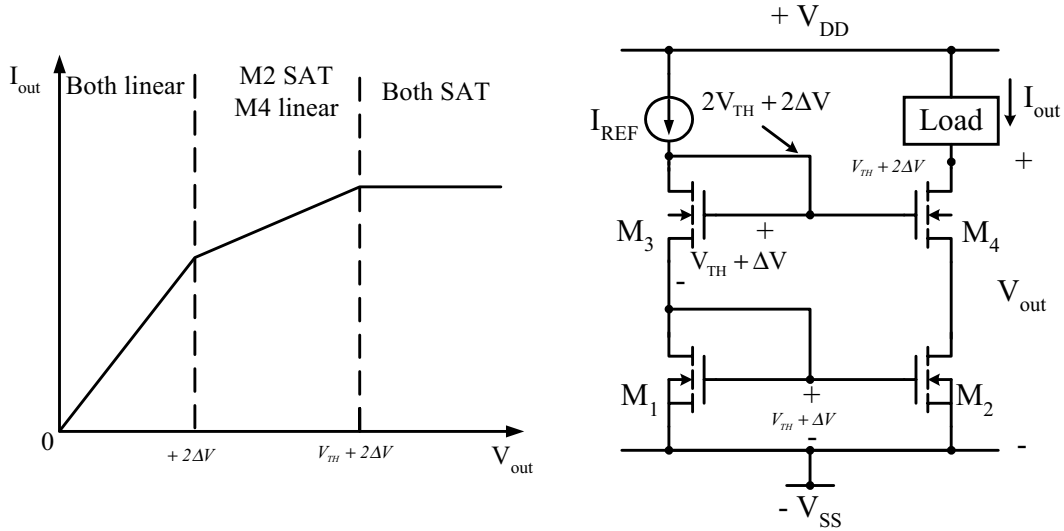 I_out
Both linear
M2 SAT
M4 linear
Both SAT
0
+ 2ΔV
V_TH + 2ΔV
V_out
+ V_DD
I_REF
2V_TH + 2ΔV
Load
I_out
V_TH + 2ΔV
+
M_3
+
V_TH + ΔV
-
M_4
V_out
M_1
+
V_TH + ΔV
-
M_2
-
- V_SS